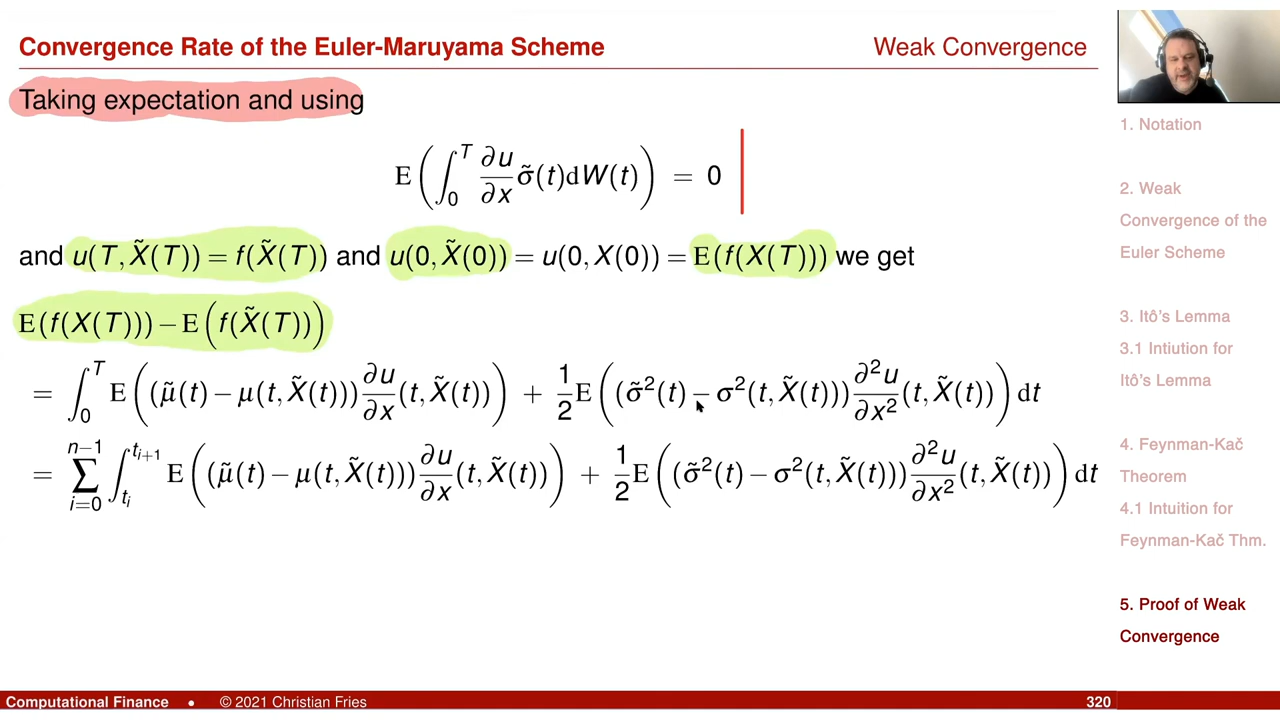 Convergence Rate of the Euler-Maruyama Scheme
Weak Convergence
Taking expectation and using
E(∫₀ᵀ ∂u/∂x σ̃(t)dW(t)) = 0
and u(T, X̃(T)) = f(X̃(T)) and u(0, X̃(0)) = u(0, X(0)) = E(f(X(T))) we get
E(f(X(T))) − E(f(X̃(T)))
= ∫₀ᵀ E((μ̃(t) − μ(t, X̃(t))) ∂u/∂x (t, X̃(t))) + 1/2 E((σ̃²(t) − σ²(t, X̃(t))) ∂²u/∂x² (t, X̃(t))) dt
= ∑_{i=0}^{n−1} ∫_{t_i}^{t_{i+1}} E((μ̃(t) − μ(t, X̃(t))) ∂u/∂x (t, X̃(t))) + 1/2 E((σ̃²(t) − σ²(t, X̃(t))) ∂²u/∂x² (t, X̃(t))) dt
1. Notation
2. Weak
Convergence of the
Euler Scheme
3. Itô’s Lemma
3.1 Intiution for
Itô’s Lemma
4. Feynman-Kač
Theorem
4.1 Intuition for
Feynman-Kač Thm.
5. Proof of Weak
Convergence
Computational Finance • © 2021 Christian Fries
320